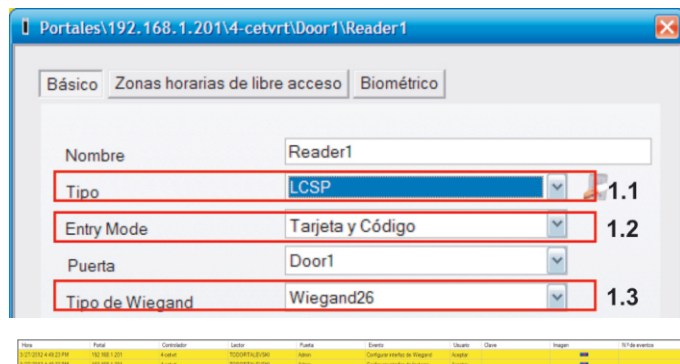 Portales\192.168.1.201\4-cetvrt\Door1\Reader1
Básico Zonas horarias de libre acceso Biométrico
Nombre Reader1
Tipo LCSP 1.1
Entry Mode Tarjeta y Código 1.2
Puerta Door1
Tipo de Wiegand Wiegand26 1.3
Hora Portal Controlador Lector Puerta Evento Usuario Clave Imagen N.º de eventos
192.168.1.201 4-cetvrt Admin Configurar interfaz de Wiegand Aceptar